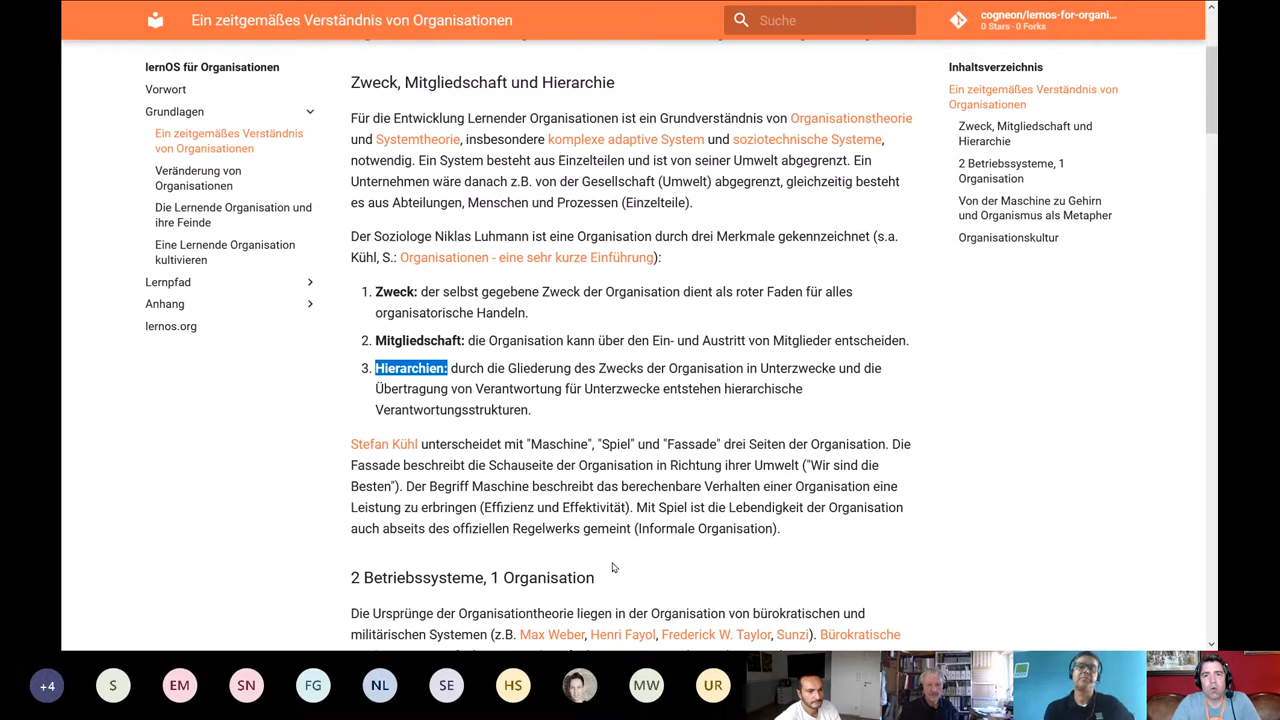 Ein zeitgemäßes Verständnis von Organisationen
Suche
cogneon/lernos-for-organi...
0 Stars · 0 Forks
lernOS für Organisationen
Vorwort
Grundlagen
Ein zeitgemäßes Verständnis
von Organisationen
Veränderung von
Organisationen
Die Lernende Organisation und
ihre Feinde
Eine Lernende Organisation
kultivieren
Lernpfad
Anhang
lernos.org
Zweck, Mitgliedschaft und Hierarchie
Für die Entwicklung Lernender Organisationen ist ein Grundverständnis von Organisationstheorie
und Systemtheorie, insbesondere komplexe adaptive System und soziotechnische Systeme,
notwendig. Ein System besteht aus Einzelteilen und ist von seiner Umwelt abgegrenzt. Ein
Unternehmen wäre danach z.B. von der Gesellschaft (Umwelt) abgegrenzt, gleichzeitig besteht
es aus Abteilungen, Menschen und Prozessen (Einzelteile).
Der Soziologe Niklas Luhmann ist eine Organisation durch drei Merkmale gekennzeichnet (s.a.
Kühl, S.: Organisationen - eine sehr kurze Einführung):
1. Zweck: der selbst gegebene Zweck der Organisation dient als roter Faden für alles
organisatorische Handeln.
2. Mitgliedschaft: die Organisation kann über den Ein- und Austritt von Mitglieder entscheiden.
3. Hierarchien: durch die Gliederung des Zwecks der Organisation in Unterzwecke und die
Übertragung von Verantwortung für Unterzwecke entstehen hierarchische
Verantwortungsstrukturen.
Stefan Kühl unterscheidet mit "Maschine", "Spiel" und "Fassade" drei Seiten der Organisation. Die
Fassade beschreibt die Schauseite der Organisation in Richtung ihrer Umwelt ("Wir sind die
Besten"). Der Begriff Maschine beschreibt das berechenbare Verhalten einer Organisation eine
Leistung zu erbringen (Effizienz und Effektivität). Mit Spiel ist die Lebendigkeit der Organisation
auch abseits des offiziellen Regelwerks gemeint (Informale Organisation).
2 Betriebssysteme, 1 Organisation
Die Ursprünge der Organisationtheorie liegen in der Organisation von bürokratischen und
militärischen Systemen (z.B. Max Weber, Henri Fayol, Frederick W. Taylor, Sunzi). Bürokratische
Inhaltsverzeichnis
Ein zeitgemäßes Verständnis von
Organisationen
Zweck, Mitgliedschaft und
Hierarchie
2 Betriebssysteme, 1
Organisation
Von der Maschine zu Gehirn
und Organismus als Metapher
Organisationskultur
+4
S
EM
SN
FG
NL
SE
HS
MW
UR